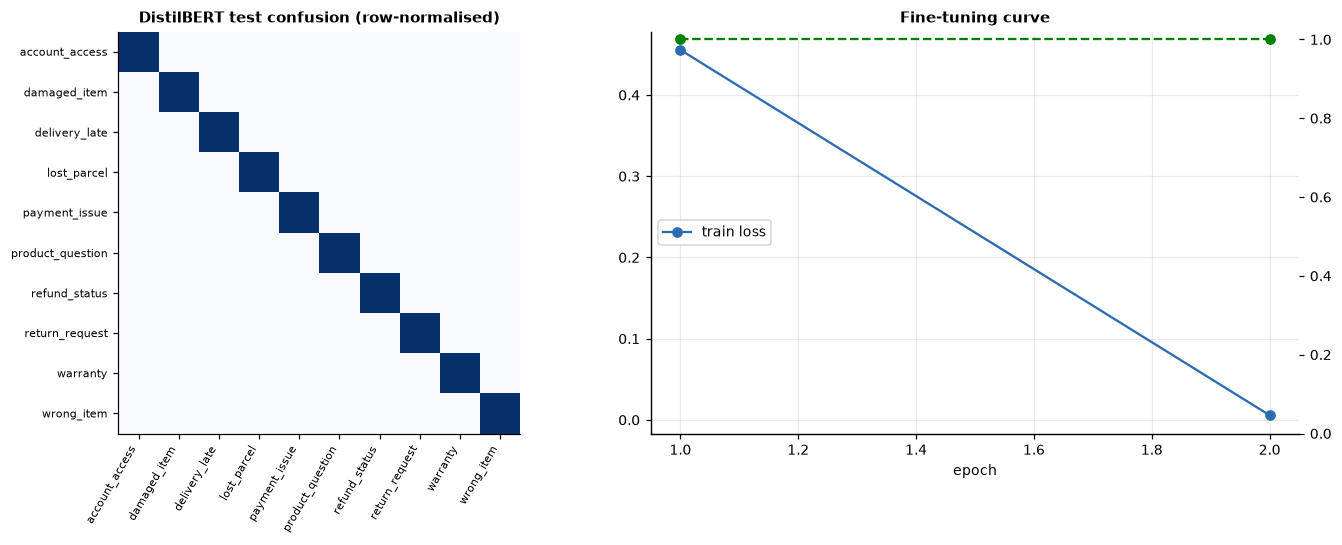 DistilBERT test confusion (row-normalised)
account_access
damaged_item
delivery_late
lost_parcel
payment_issue
product_question
refund_status
return_request
warranty
wrong_item
account_access
damaged_item
delivery_late
lost_parcel
payment_issue
product_question
refund_status
return_request
warranty
wrong_item
Fine-tuning curve
0.4
0.3
0.2
0.1
0.0
train loss
1.0
0.8
0.6
0.4
0.2
0.0
1.0 1.2 1.4 1.6 1.8 2.0
epoch